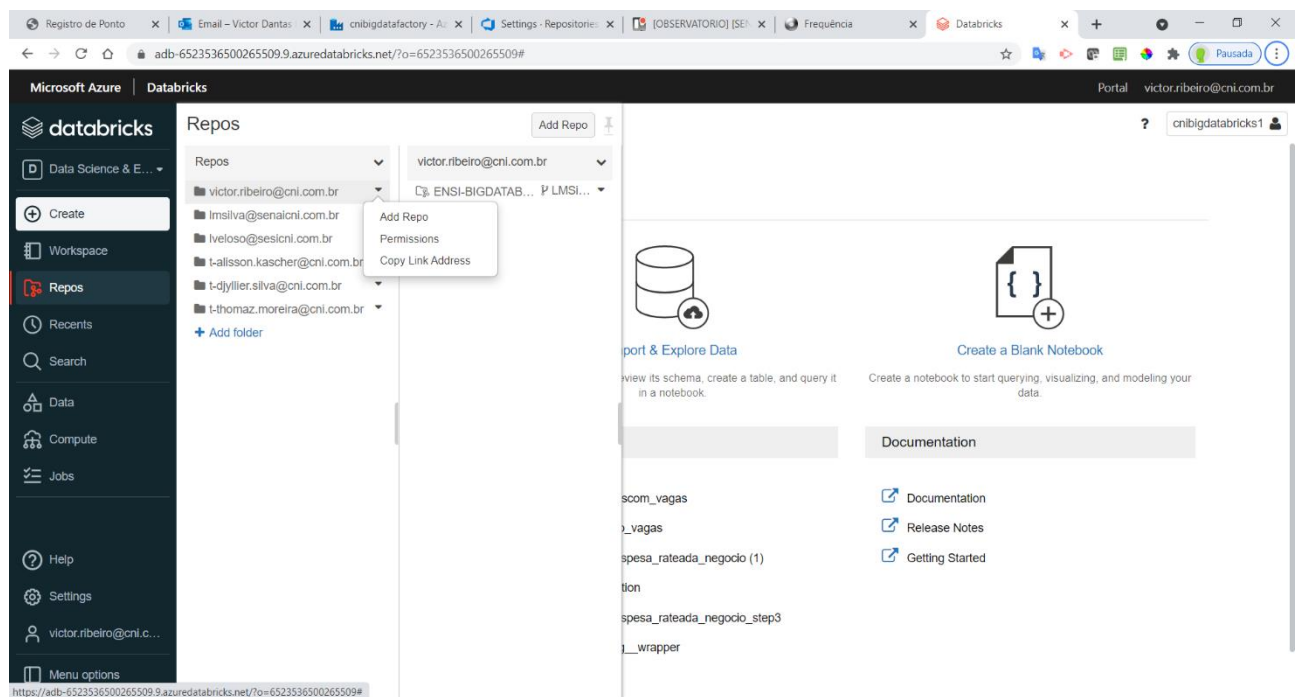 Registro de Ponto
Email – Victor Dantas
cnibigdatafactory - Az
Settings - Repositories
[OBSERVATORIO] [SEN
Frequência
Databricks
adb-6523536500265509.9.azuredatabricks.net/?o=6523536500265509#
Pausada
Microsoft Azure Databricks
Portal victor.ribeiro@cni.com.br
databricks
D Data Science & E...
Create
Workspace
Repos
Recents
Search
Data
Compute
Jobs
Help
Settings
victor.ribeiro@cni.c...
Menu options
https://adb-6523536500265509.9.azuredatabricks.net/?o=6523536500265509#
Repos
Add Repo
Repos
victor.ribeiro@cni.com.br
lmsilva@senaicni.com.br
lveloso@sesicni.com.br
t-alisson.kascher@cni.com.br
t-djyllier.silva@cni.com.br
t-thomaz.moreira@cni.com.br
+ Add folder
Add Repo
Permissions
Copy Link Address
victor.ribeiro@cni.com.br
ENSI-BIGDATAB... LMSi...
? cnibigdatabricks1
port & Explore Data
eview its schema, create a table, and query it
in a notebook.
Create a Blank Notebook
Create a notebook to start querying, visualizing, and modeling your
data.
scom_vagas
o_vagas
spesa_rateada_negocio (1)
tion
spesa_rateada_negocio_step3
g__wrapper
Documentation
Documentation
Release Notes
Getting Started